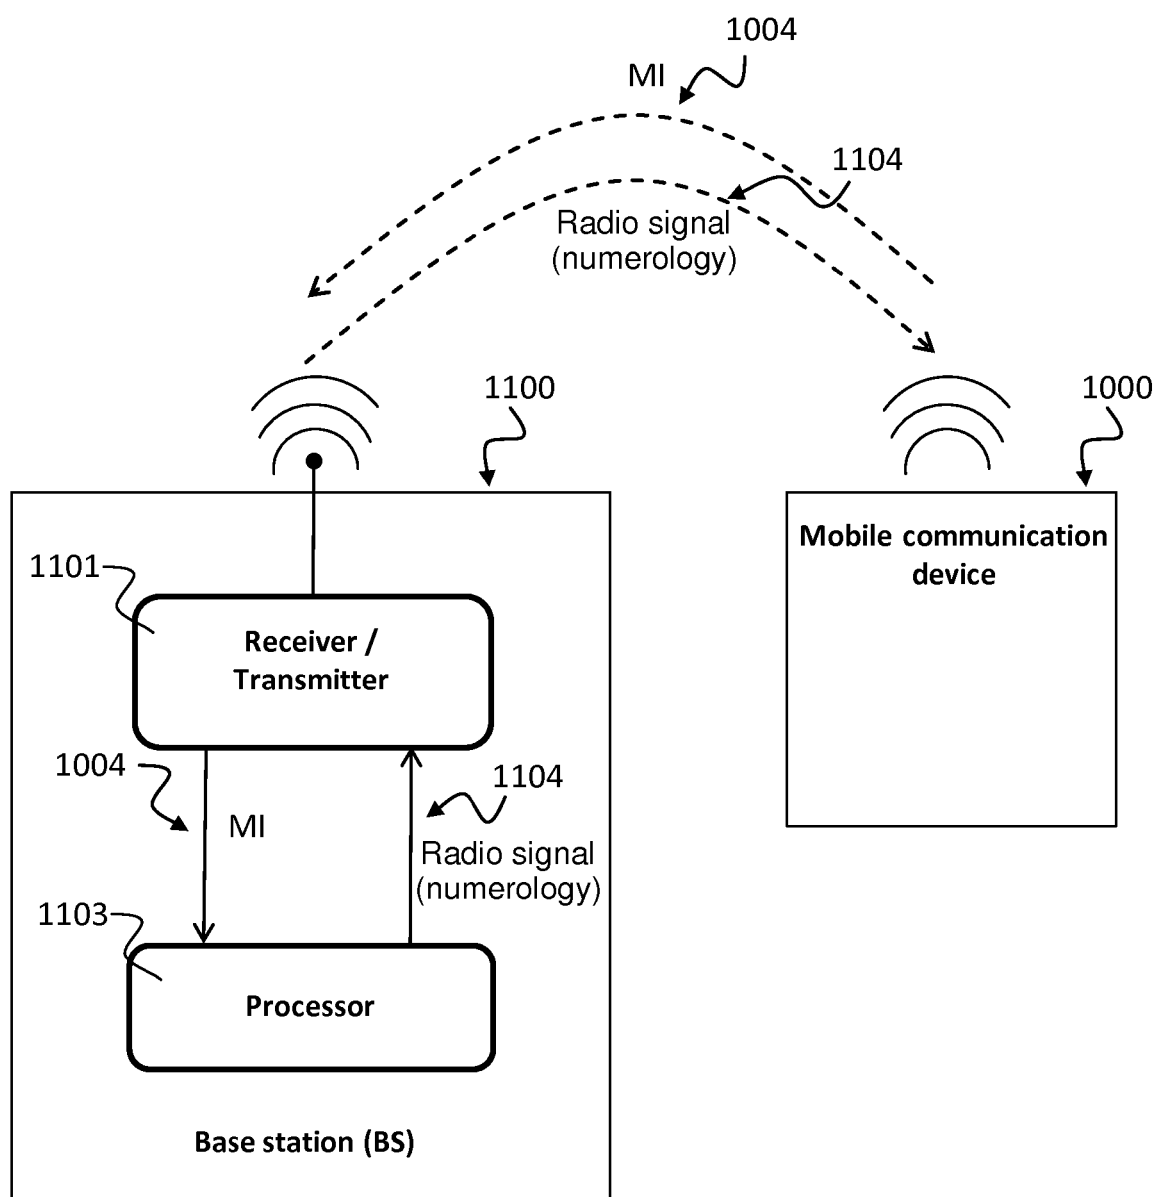 1004
MI
1104
Radio signal
(numerology)
1100
1000
Mobile communication
device
1101
Receiver /
Transmitter
1004
1104
MI
Radio signal
(numerology)
1103
Processor
Base station (BS)